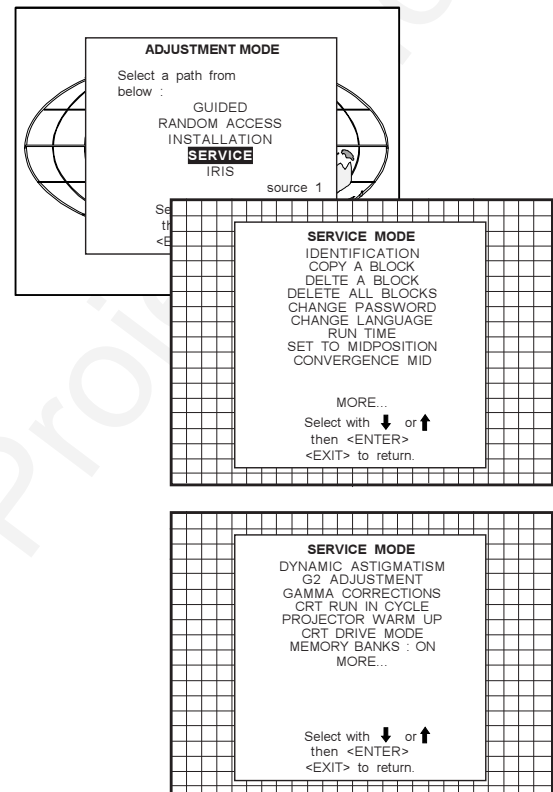 ADJUSTMENT MODE
Select a path from
below :
GUIDED
RANDOM ACCESS
INSTALLATION
SERVICE
IRIS
source 1
SERVICE MODE
IDENTIFICATION
COPY A BLOCK
DELTE A BLOCK
DELETE ALL BLOCKS
CHANGE PASSWORD
CHANGE LANGUAGE
RUN TIME
SET TO MIDPOSITION
CONVERGENCE MID
MORE...
Select with ⬇ or ⬆
then <ENTER>
<EXIT> to return.
SERVICE MODE
DYNAMIC ASTIGMATISM
G2 ADJUSTMENT
GAMMA CORRECTIONS
CRT RUN IN CYCLE
PROJECTOR WARM UP
CRT DRIVE MODE
MEMORY BANKS : ON
MORE...
Select with ⬇ or ⬆
then <ENTER>
<EXIT> to return.